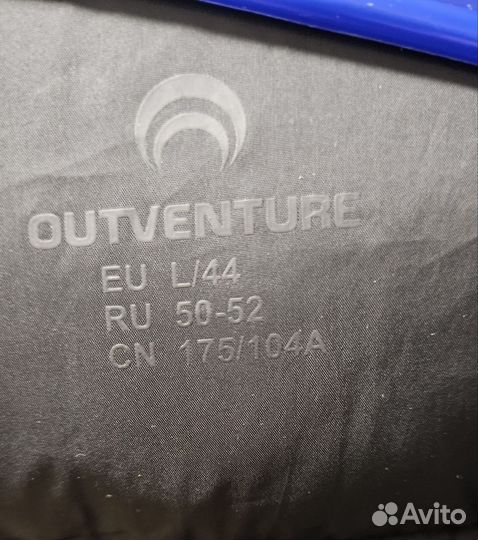 OUTVENTURE
EU L/44
RU 50-52
CN 175/104A
Avito